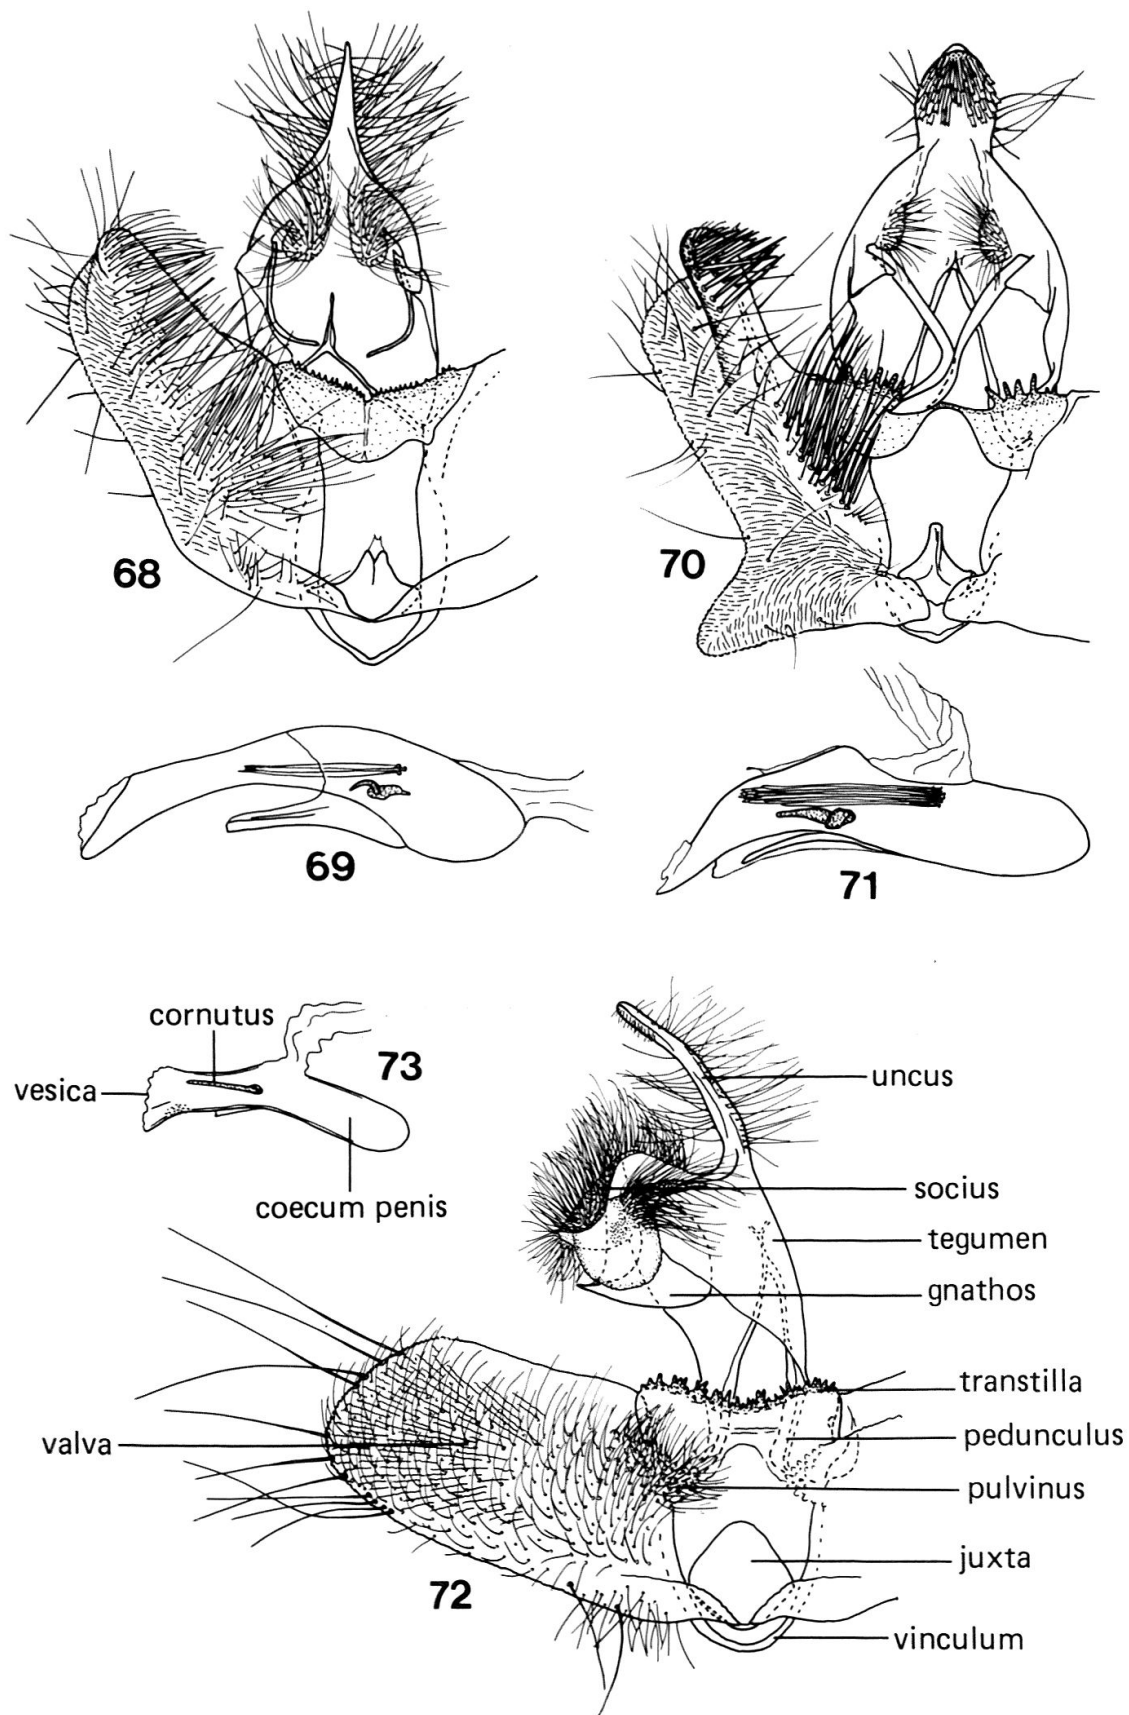 68
70
69
71
cornutus
73
vesica
uncus
socius
coecum penis
tegumen
gnathos
transtilla
valva
pedunculus
pulvinus
juxta
72
vinculum